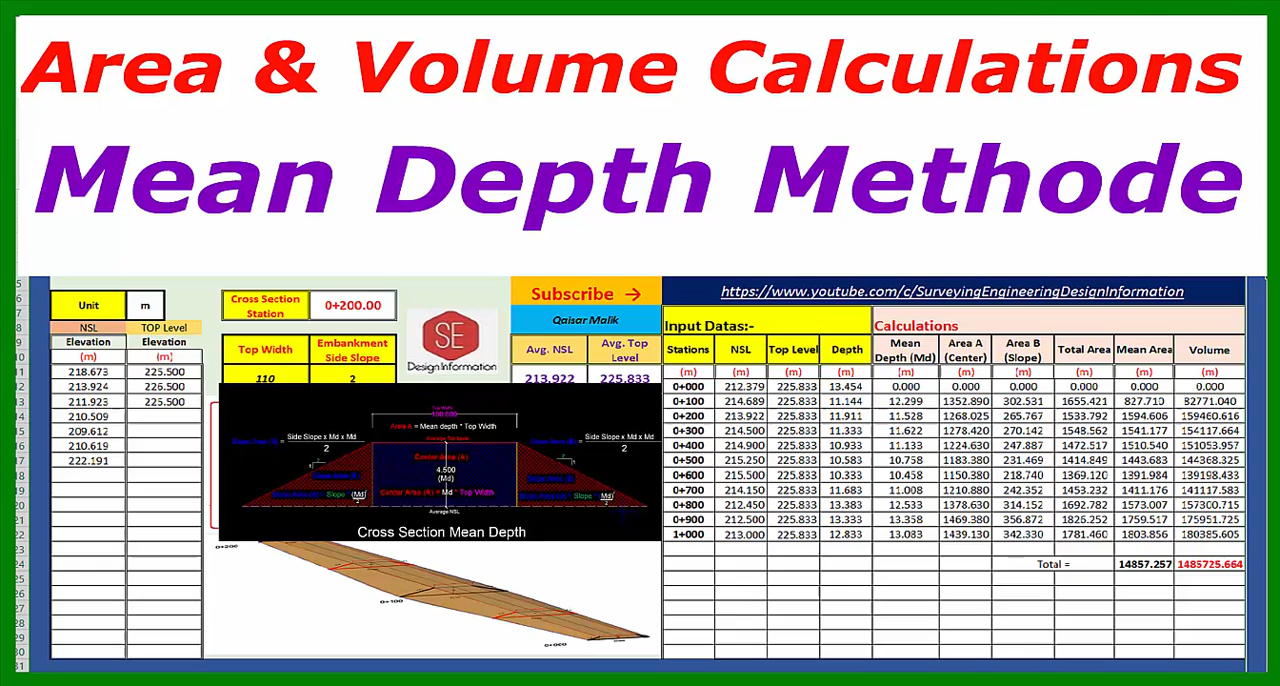 Area & Volume Calculations
Mean Depth Methode
Unit m
NSL TOP Level
Elevation Elevation
(m) (m)
218.673 225.500
213.924 226.500
211.923 225.500
210.509
209.612
210.619
222.191
Cross Section Station 0+200.00
Top Width Embankment Side Slope
110 2
SE
Design Information
Subscribe →
Qaisar Malik
Avg. NSL Avg. Top Level
213.922 225.833
Area A = Mean depth * Top Width
Side Slope x Md x Md
2
Side Slope x Md x Md
2
Center Area (A)
4.500
(Md)
Center Area (A) = Md * Top Width
Average NSL
Cross Section Mean Depth
0+200
0+100
0+000
https://www.youtube.com/c/SurveyingEngineeringDesignInformation
Input Datas:- Calculations
Stations NSL Top Level Depth Mean Depth (Md) Area A (Center) Area B (Slope) Total Area Mean Area Volume
(m) (m) (m) (m) (m) (m) (m) (m) (m) (m)
0+000 212.379 225.833 13.454 0.000 0.000 0.000 0.000 0.000 0.000
0+100 214.689 225.833 11.144 12.299 1352.890 302.531 1655.421 827.710 82771.040
0+200 213.922 225.833 11.911 11.528 1268.025 265.767 1533.792 1594.606 159460.616
0+300 214.500 225.833 11.333 11.622 1278.420 270.142 1548.562 1541.177 154117.664
0+400 214.900 225.833 10.933 11.133 1224.630 247.887 1472.517 1510.540 151053.957
0+500 215.250 225.833 10.583 10.758 1183.380 231.469 1414.849 1443.683 144368.325
0+600 215.500 225.833 10.333 10.458 1150.380 218.740 1369.120 1391.984 139198.433
0+700 214.150 225.833 11.683 11.008 1210.880 242.352 1453.232 1411.176 141117.583
0+800 212.450 225.833 13.383 12.533 1378.630 314.152 1692.782 1573.007 157300.715
0+900 212.500 225.833 13.333 13.358 1469.380 356.872 1826.252 1759.517 175951.725
1+000 213.000 225.833 12.833 13.083 1439.130 342.330 1781.460 1803.856 180385.605
Total = 14857.257 1485725.664